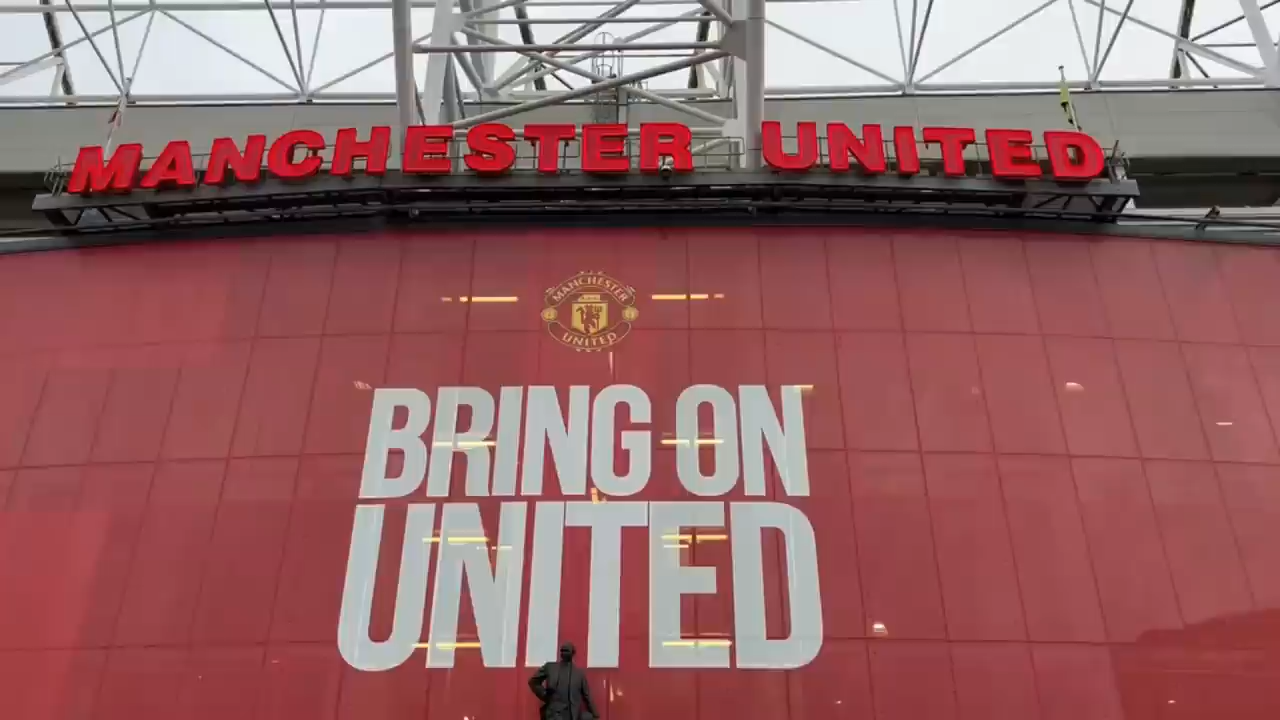 MANCHESTER UNITED
MANCHESTER
UNITED
BRING ON
UNITED